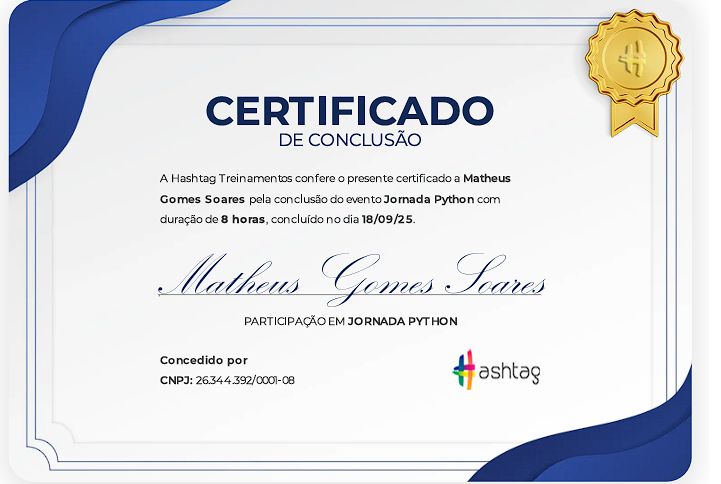 CERTIFICADO
DE CONCLUSÃO
A Hashtag Treinamentos confere o presente certificado a Matheus
Gomes Soares pela conclusão do evento Jornada Python com
duração de 8 horas, concluído no dia 18/09/25.
Matheus Gomes Soares
PARTICIPAÇÃO EM JORNADA PYTHON
Concedido por
CNPJ: 26.344.392/0001-08
#ashtag